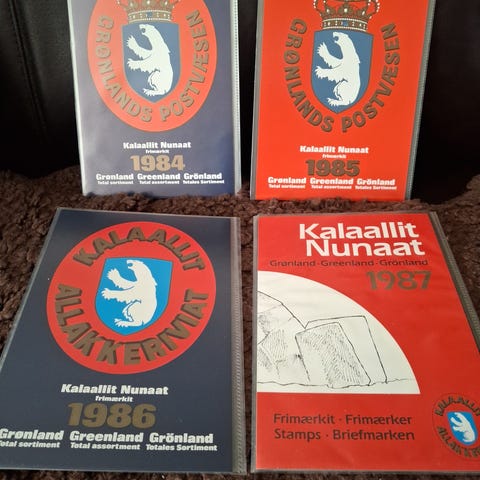 GRØNLANDS POSTVÆSEN
Kalaallit Nunaat
frimærkit
1984
Grønland Greenland Grönland
Total sortiment Total assortment Totales Sortiment
GRØNLANDS POSTVÆSEN
Kalaallit Nunaat
frimærkit
1985
Grønland Greenland Grönland
Total sortiment Total assortment Totales Sortiment
KALAALLIT
ALLAKKERIVIAT
Kalaallit Nunaat
frimærkit
1986
Grønland Greenland Grönland
Total sortiment Total assortment Totales Sortiment
Kalaallit
Nunaat
Grønland·Greenland·Grönland
1987
Frimærkit · Frimærker
Stamps · Briefmarken
KALAALLIT